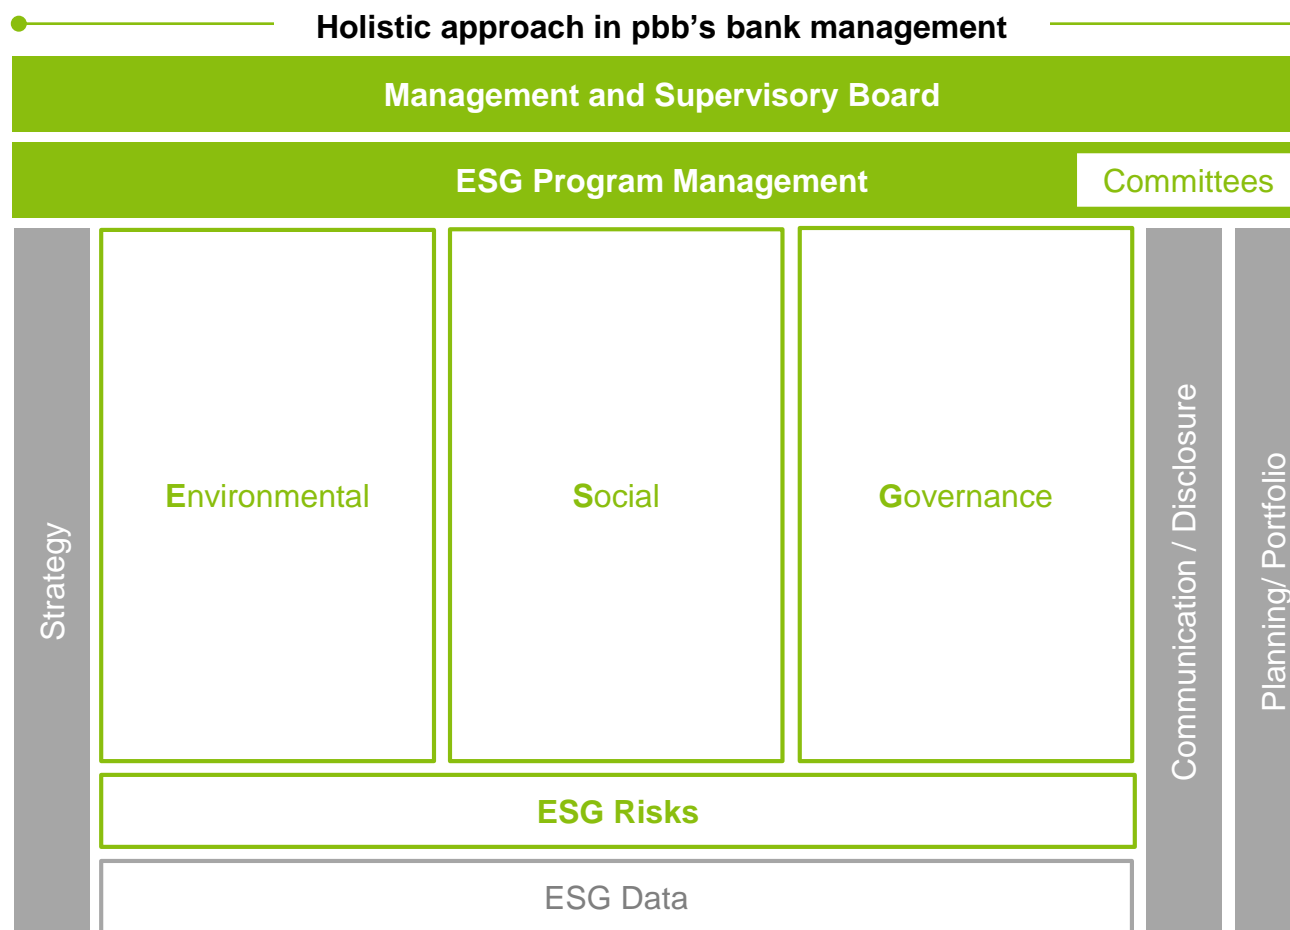 Holistic approach in pbb's bank management
Management and Supervisory Board
ESG Program Management
Committees
Strategy
Environmental
Social
Governance
Communication / Disclosure
Planning/ Portfolio
ESG Risks
ESG Data